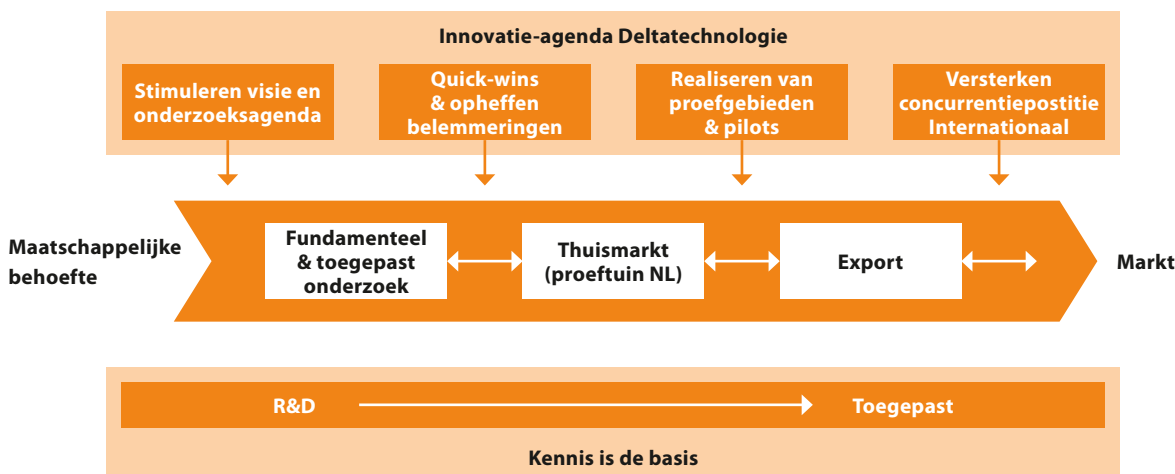 Innovatie-agenda Deltatechnologie
Stimuleren visie en
onderzoeksagenda
Quick-wins
& opheffen
belemmeringen
Realiseren van
proefgebieden
& pilots
Versterken
concurrentiepostitie
Internationaal
Maatschappelijke
behoefte
Fundamenteel
& toegepast
onderzoek
Thuismarkt
(proeftuin NL)
Export
Markt
R&D
Toegepast
Kennis is de basis